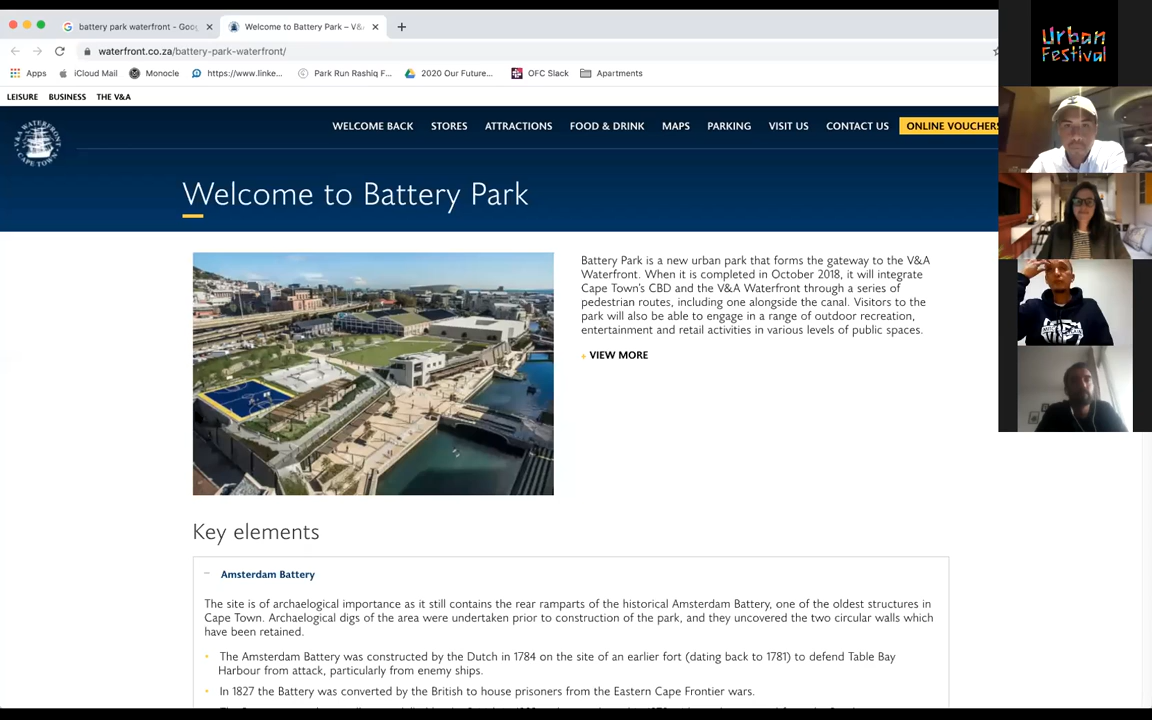 battery park waterfront - Goo
Welcome to Battery Park – V&
waterfront.co.za/battery-park-waterfront/
Apps
iCloud Mail
Monocle
https://www.linke...
Park Run Rashiq F...
2020 Our Future...
OFC Slack
Apartments
LEISURE BUSINESS THE V&A
V&A WATERFRONT
CAPE TOWN
WELCOME BACK STORES ATTRACTIONS FOOD & DRINK MAPS PARKING VISIT US CONTACT US ONLINE VOUCHERS
Welcome to Battery Park
Battery Park is a new urban park that forms the gateway to the V&A
Waterfront. When it is completed in October 2018, it will integrate
Cape Town's CBD and the V&A Waterfront through a series of
pedestrian routes, including one alongside the canal. Visitors to the
park will also be able to engage in a range of outdoor recreation,
entertainment and retail activities in various levels of public spaces.
VIEW MORE
Key elements
Amsterdam Battery
The site is of archaelogical importance as it still contains the rear ramparts of the historical Amsterdam Battery, one of the oldest structures in
Cape Town. Archaelogical digs of the area were undertaken prior to construction of the park, and they uncovered the two circular walls which
have been retained.
• The Amsterdam Battery was constructed by the Dutch in 1784 on the site of an earlier fort (dating back to 1781) to defend Table Bay
Harbour from attack, particularly from enemy ships.
• In 1827 the Battery was converted by the British to house prisoners from the Eastern Cape Frontier wars.
Urban
Festival